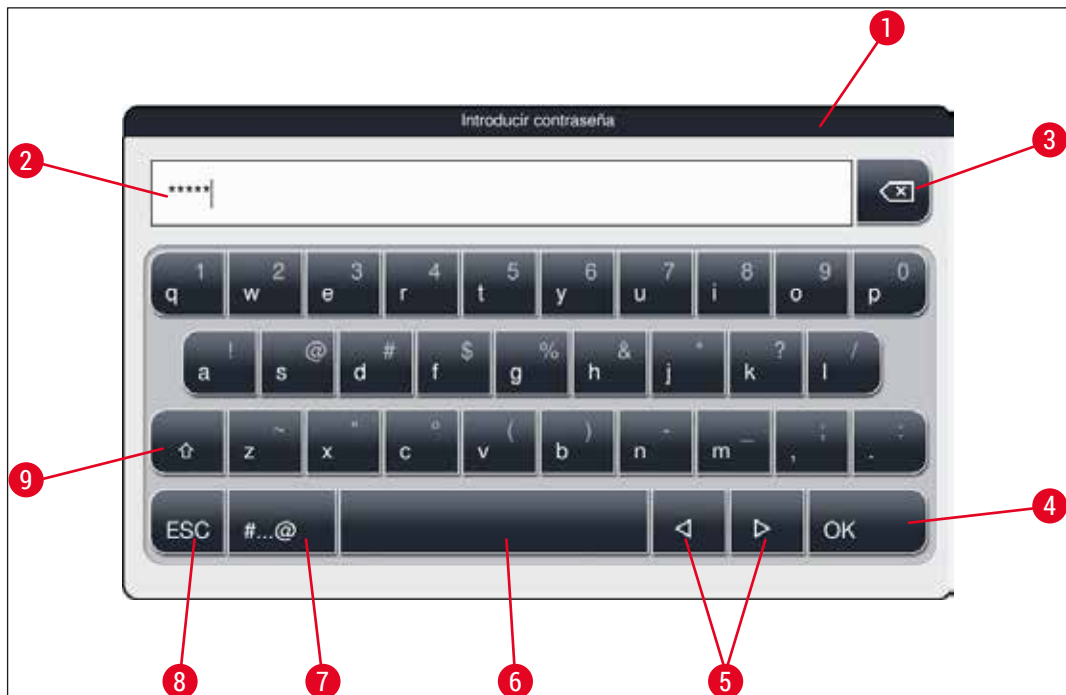 1
Introducir contraseña
2
*****
3
1 2 3 4 5 6 7 8 9 0
q w e r t y u i o p
! @ # $ % & * ? /
a s d f g h j k l
~ " º ( ) - _ ; :
z x c v b n m , .
9
ESC #...@ OK
4
8 7 6 5